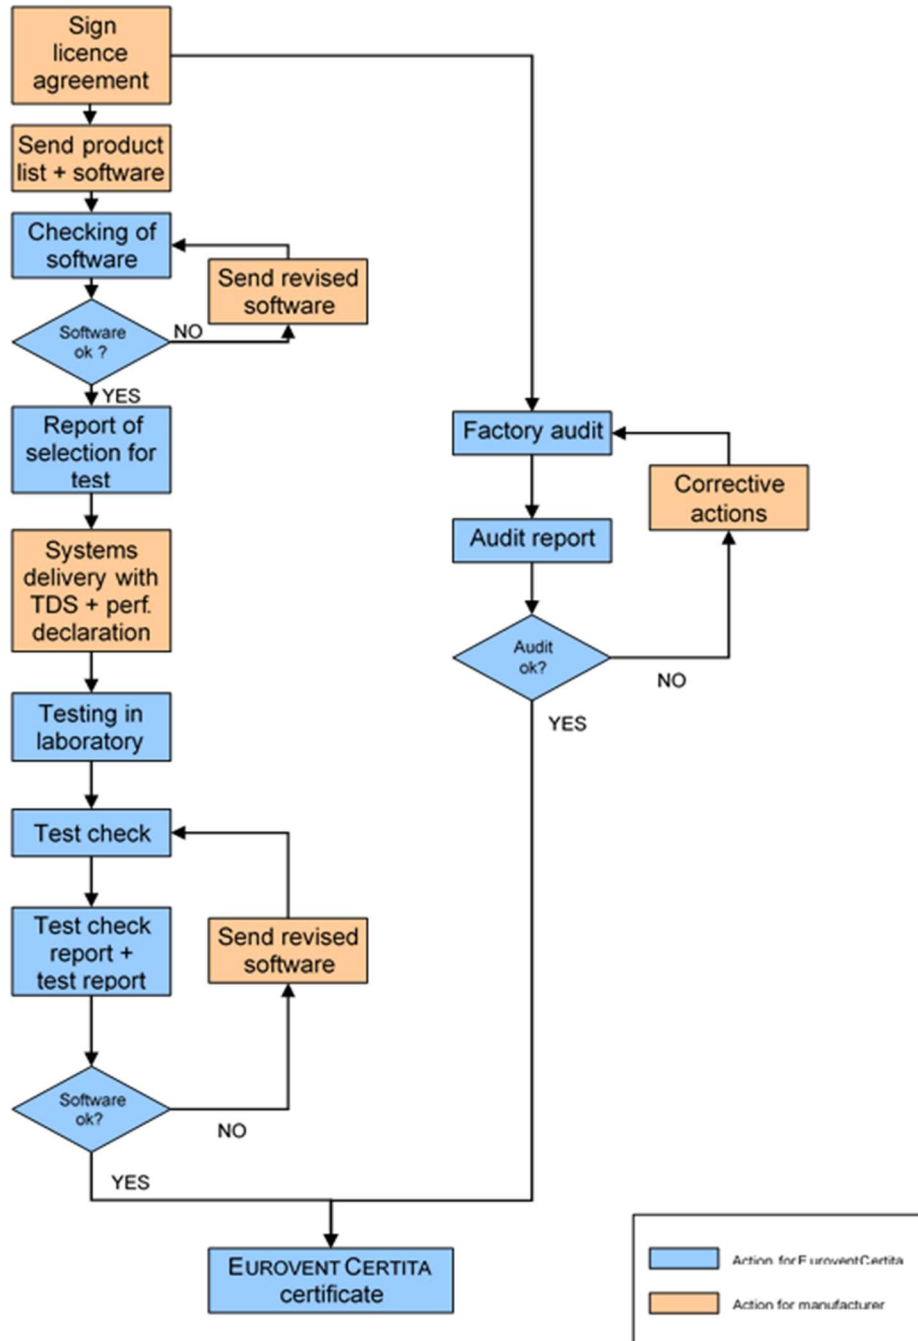 Sign
licence
agreement
Send product
list + software
Checking of
software
Send revised
software
Software
ok ?
NO
YES
Report of
selection for
test
Factory audit
Corrective
actions
Audit report
Systems
delivery with
TDS + perf.
declaration
Audit
ok?
NO
YES
Testing in
laboratory
Test check
Test check
report +
test report
Send revised
software
Software
ok?
NO
YES
EUROVENT CERTITA
certificate
Action for EuroventCertita
Action for manufacturer